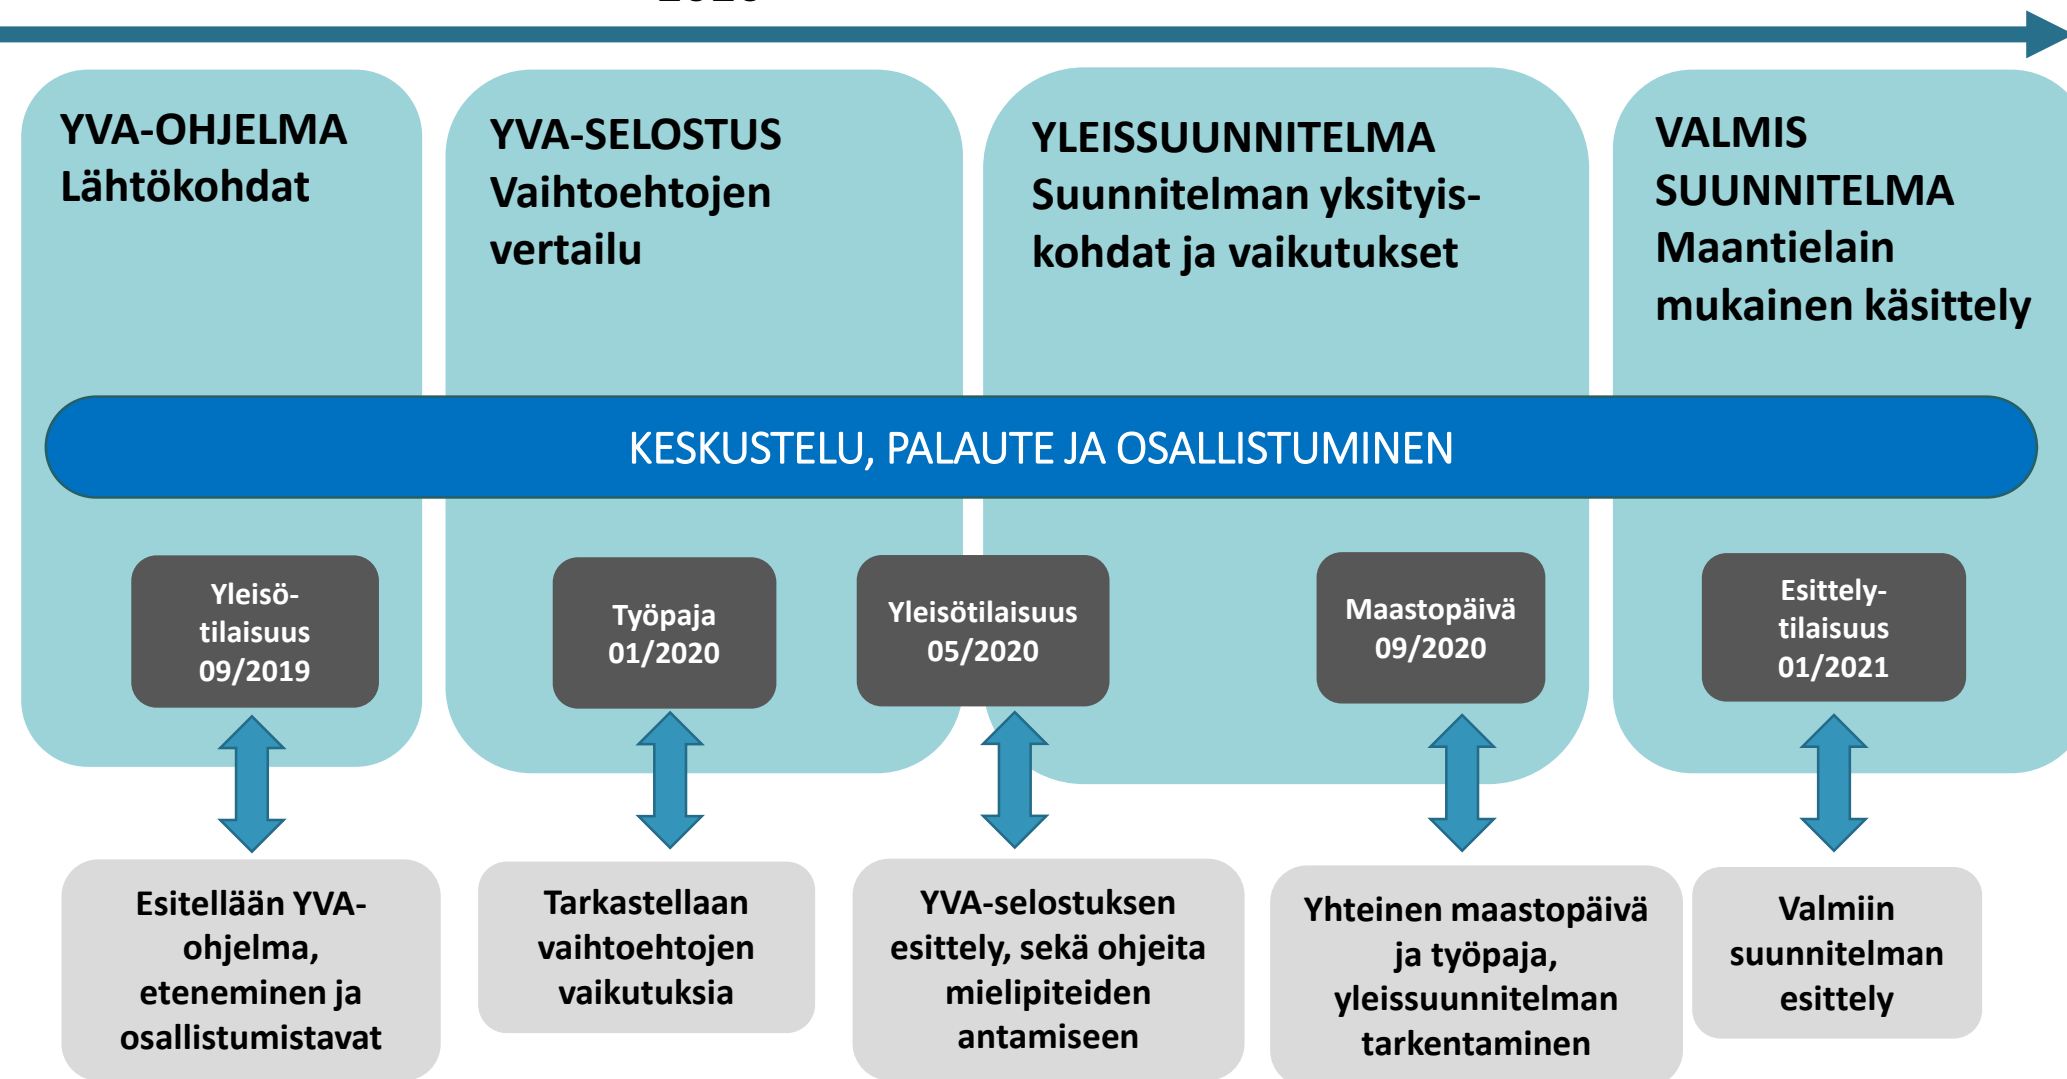 YVA-OHJELMA
Lähtökohdat
YVA-SELOSTUS
Vaihtoehtojen
vertailu
YLEISSUUNNITELMA
Suunnitelman yksityis-
kohdat ja vaikutukset
VALMIS
SUUNNITELMA
Maantielain
mukainen käsittely
KESKUSTELU, PALAUTE JA OSALLISTUMINEN
Yleisö-
tilaisuus
09/2019
Työpaja
01/2020
Yleisötilaisuus
05/2020
Maastopäivä
09/2020
Esittely-
tilaisuus
01/2021
Esitellään YVA-
ohjelma,
eteneminen ja
osallistumistavat
Tarkastellaan
vaihtoehtojen
vaikutuksia
YVA-selostuksen
esittely, sekä ohjeita
mielipiteiden
antamiseen
Yhteinen maastopäivä
ja työpaja,
yleissuunnitelman
tarkentaminen
Valmiin
suunnitelman
esittely